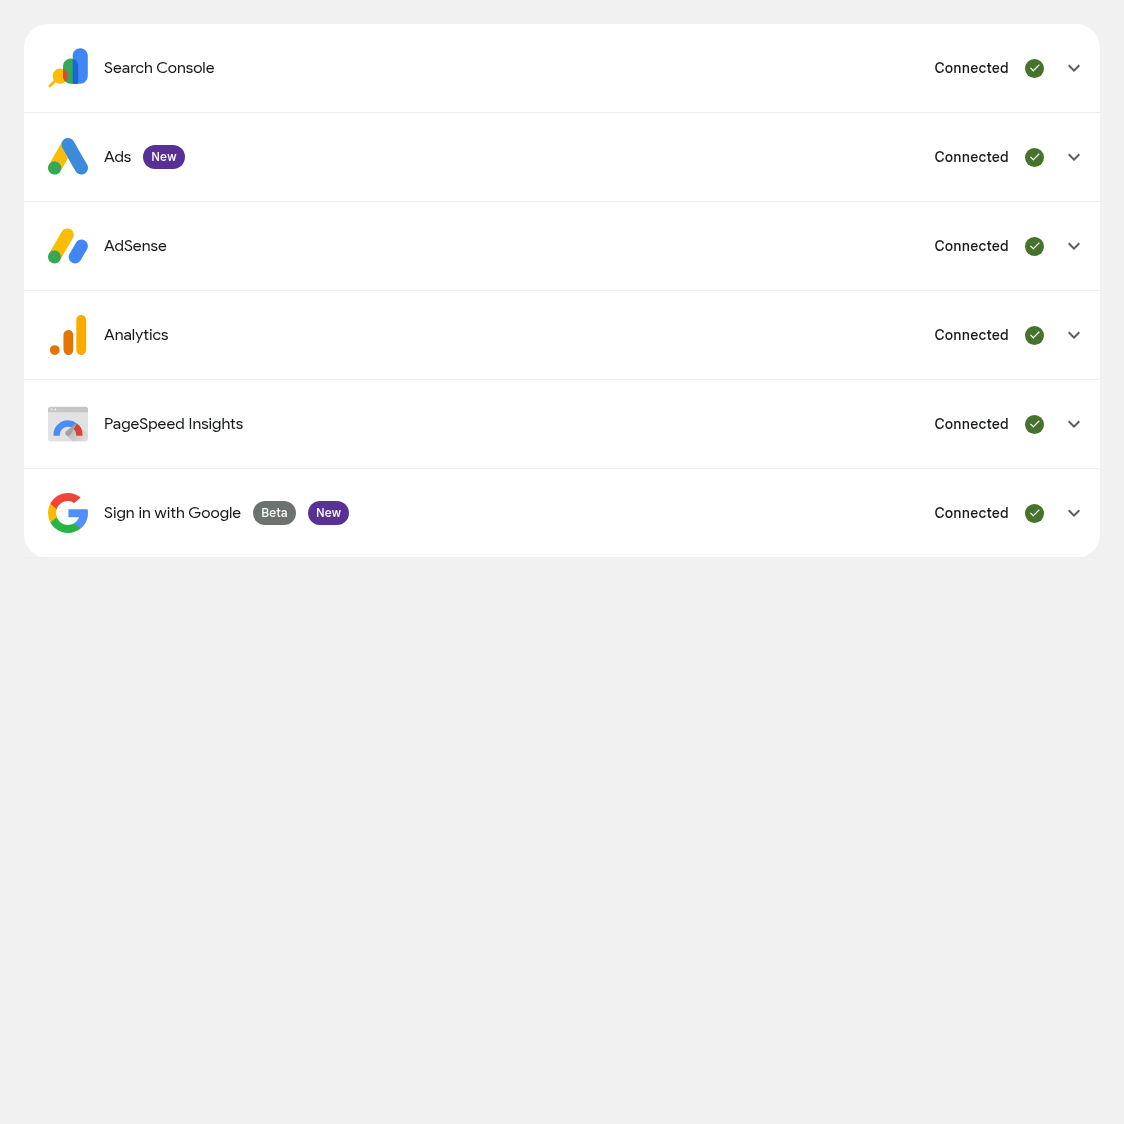 Search Console Connected
Ads New Connected
AdSense Connected
Analytics Connected
PageSpeed Insights Connected
Sign in with Google Beta New Connected